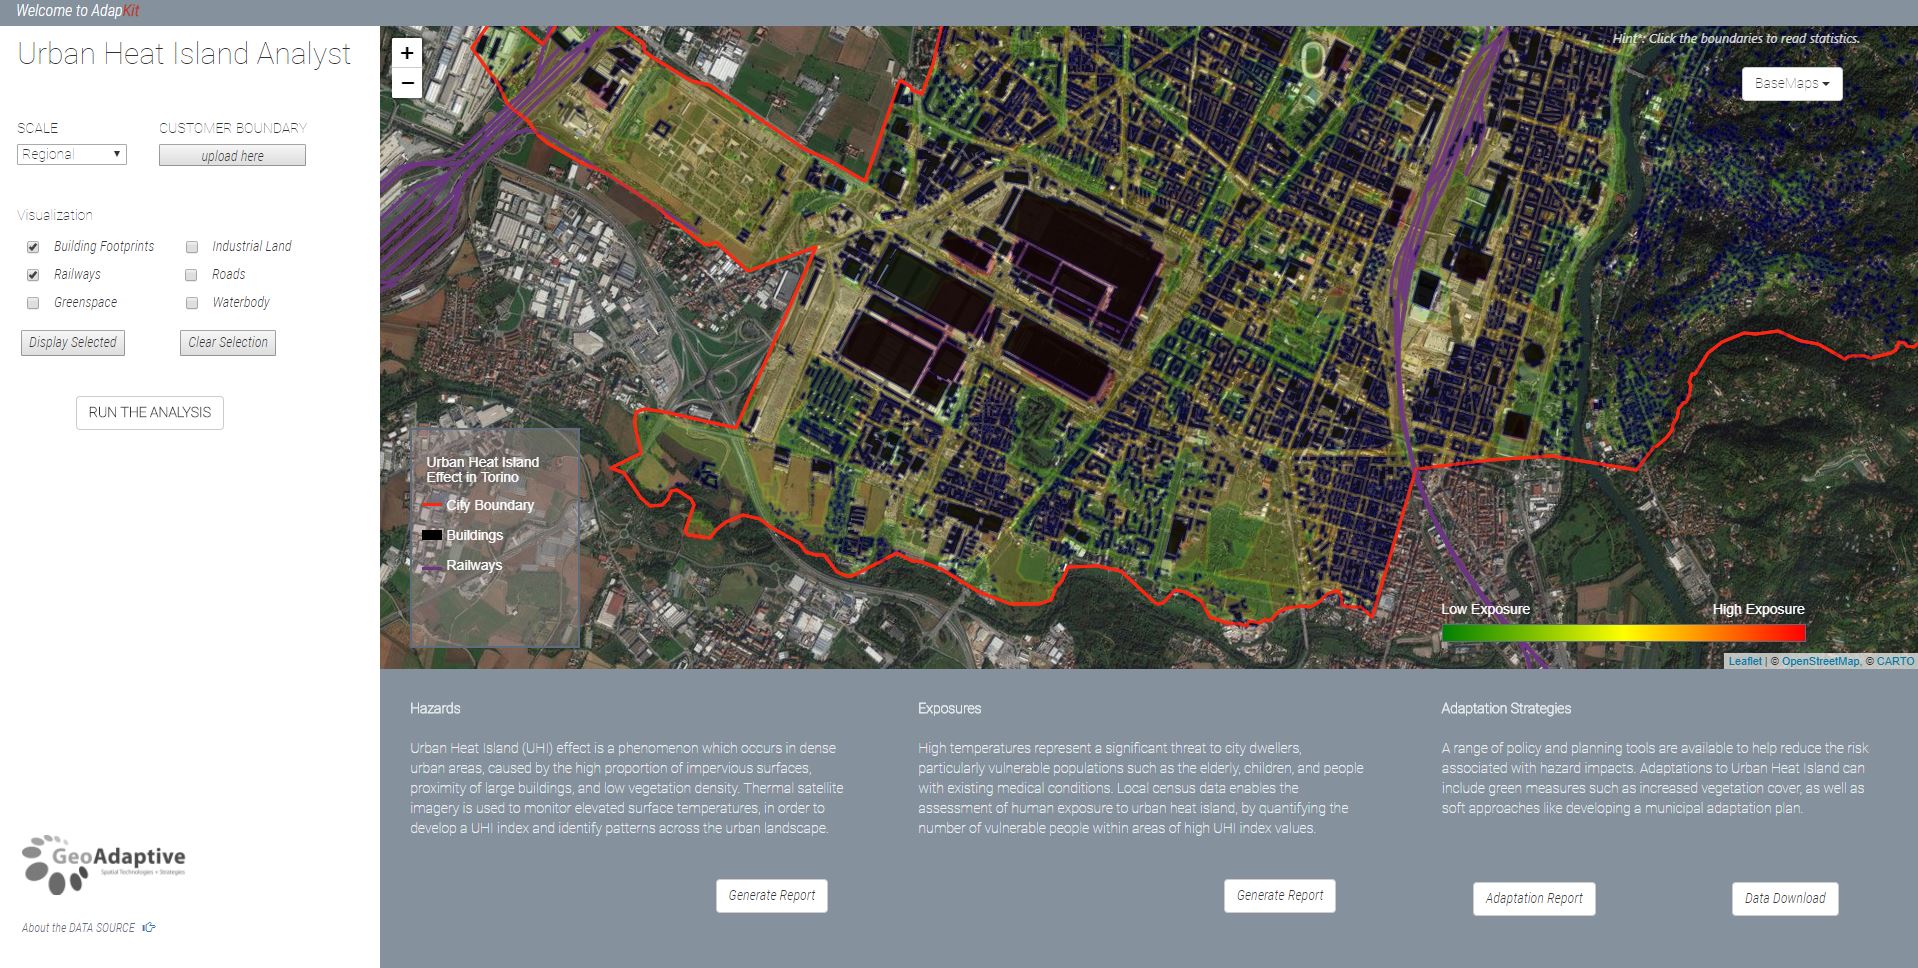 Welcome to AdapKit
Urban Heat Island Analyst
SCALE
CUSTOMER BOUNDARY
Regional
upload here
Visualization
Building Footprints
Industrial Land
Railways
Roads
Greenspace
Waterbody
Display Selected
Clear Selection
RUN THE ANALYSIS
GeoAdaptive
Spatial Technologies + Strategies
About the DATA SOURCE
+
−
0
Hint*: Click the boundaries to read statistics.
BaseMaps
Urban Heat Island
Effect in Torino
City Boundary
Buildings
Railways
Low Exposure
High Exposure
Leaflet | © OpenStreetMap, © CARTO
Hazards
Urban Heat Island (UHI) effect is a phenomenon which occurs in dense
urban areas, caused by the high proportion of impervious surfaces,
proximity of large buildings, and low vegetation density. Thermal satellite
imagery is used to monitor elevated surface temperatures, in order to
develop a UHI index and identify patterns across the urban landscape.
Generate Report
Exposures
High temperatures represent a significant threat to city dwellers,
particularly vulnerable populations such as the elderly, children, and people
with existing medical conditions. Local census data enables the
assessment of human exposure to urban heat island, by quantifying the
number of vulnerable people within areas of high UHI index values.
Generate Report
Adaptation Strategies
A range of policy and planning tools are available to help reduce the risk
associated with hazard impacts. Adaptations to Urban Heat Island can
include green measures such as increased vegetation cover, as well as
soft approaches like developing a municipal adaptation plan.
Adaptation Report
Data Download